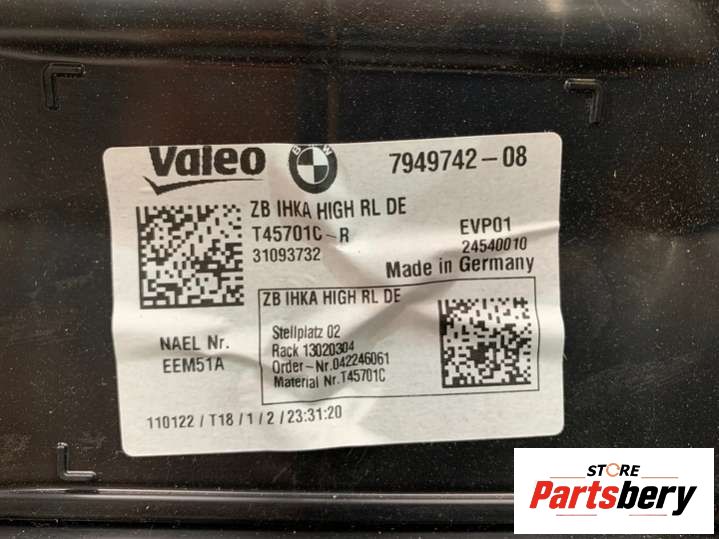 Valeo BMW 7949742-08
ZB IHKA HIGH RL DE
T45701C-R EVP01
31093732 24540010
Made in Germany
ZB IHKA HIGH RL DE
NAEL Nr.
EEM51A
Stellplatz 02
Rack 13020304
Order-Nr.042246061
Material Nr.T45701C
110122/T18/1/2/23:31:20
STORE
Partsbery